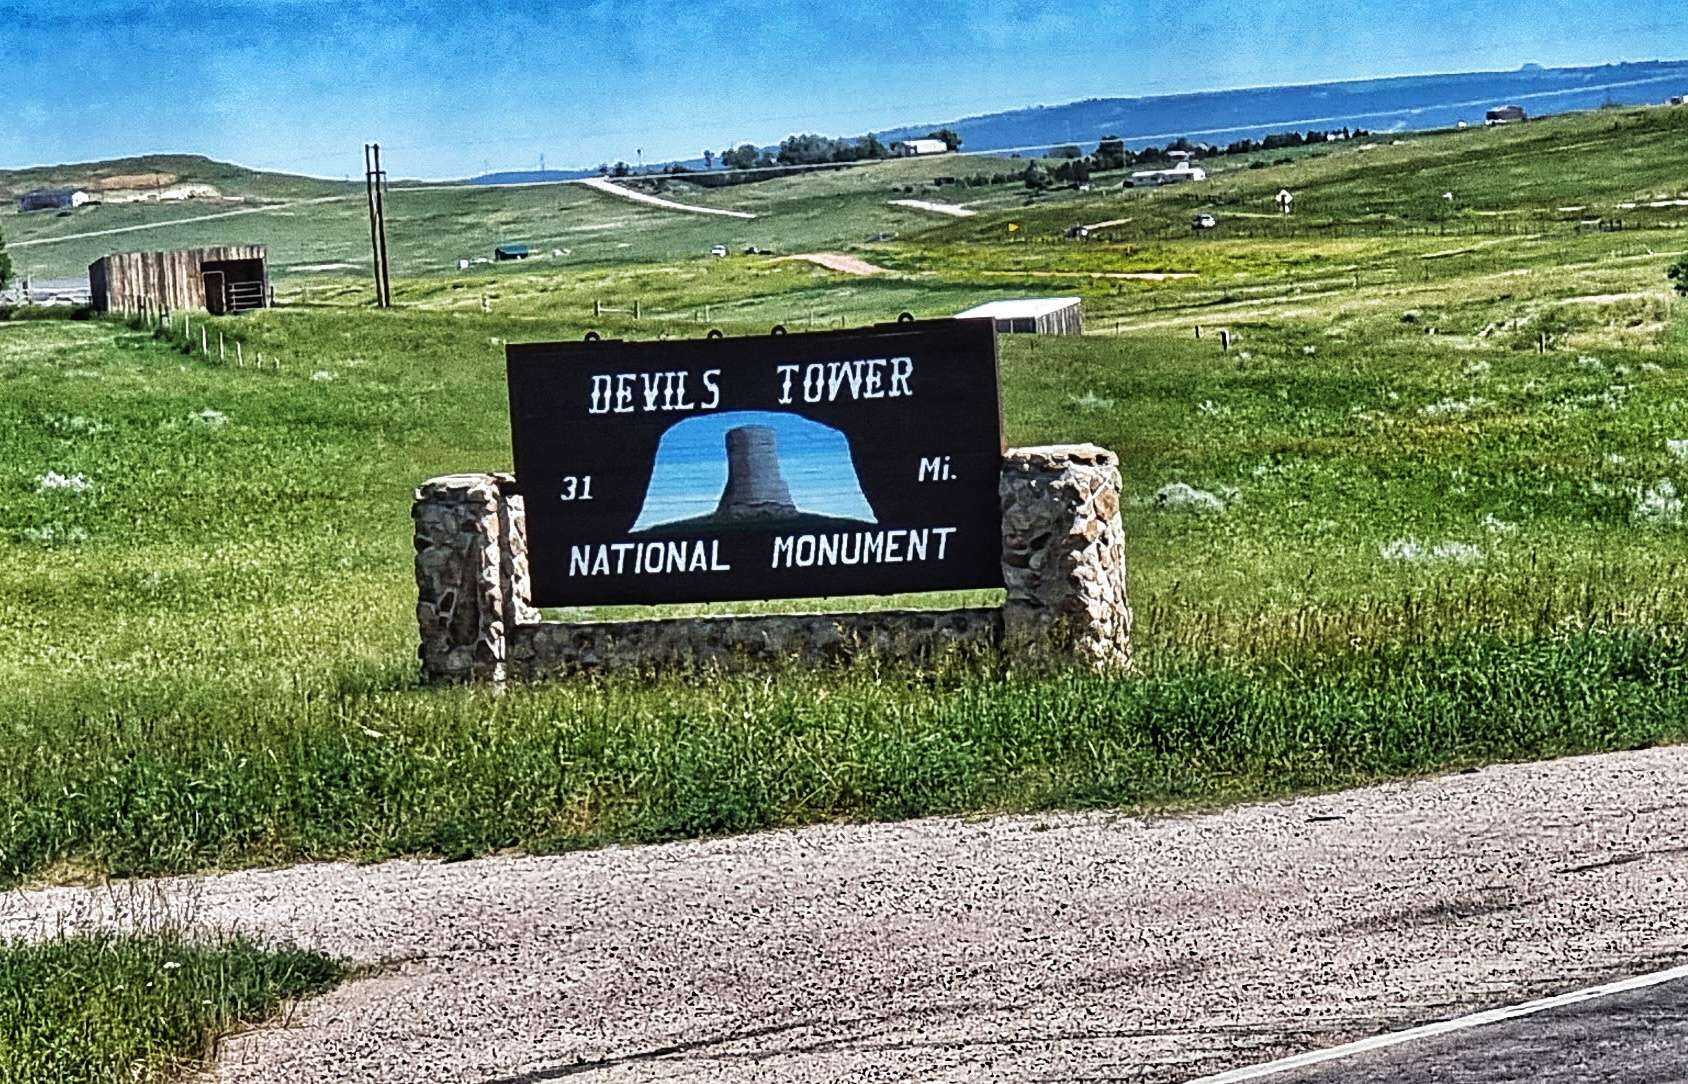 DEVILS TOWER
31 Mi.
NATIONAL MONUMENT